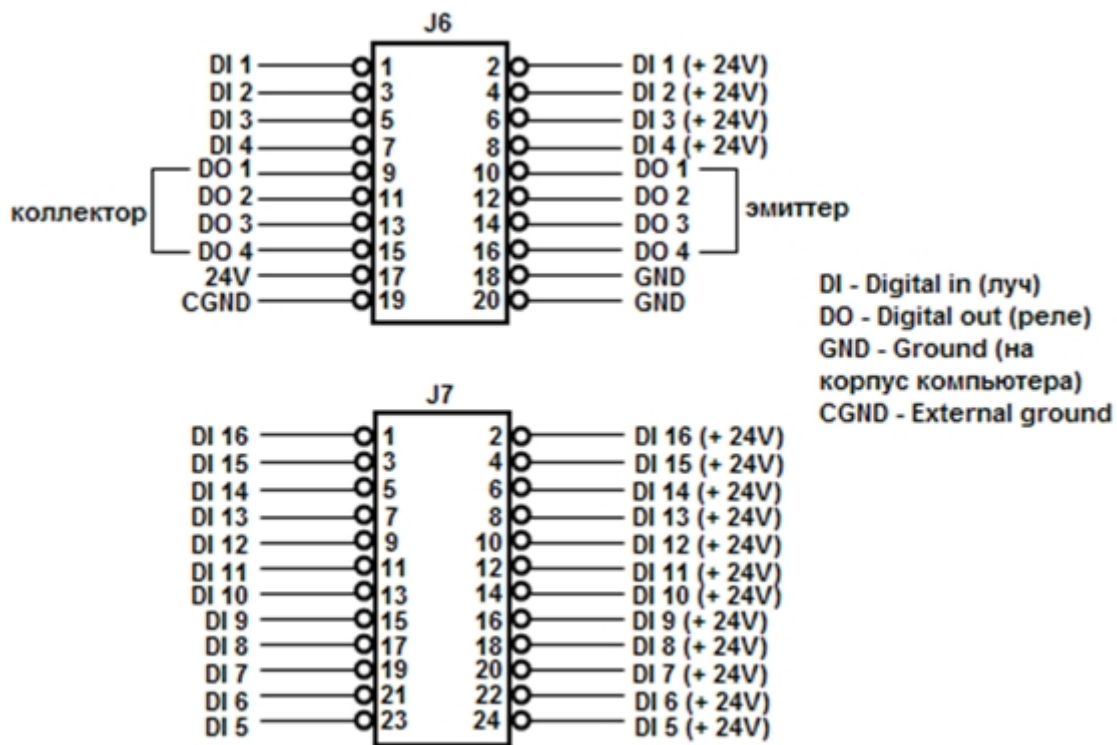 J6
DI 1 1 2 DI 1 (+ 24V)
DI 2 3 4 DI 2 (+ 24V)
DI 3 5 6 DI 3 (+ 24V)
DI 4 7 8 DI 4 (+ 24V)
DO 1 9 10 DO 1
DO 2 11 12 DO 2
коллектор эмиттер
DO 3 13 14 DO 3
DO 4 15 16 DO 4
24V 17 18 GND
CGND 19 20 GND
DI - Digital in (луч)
DO - Digital out (реле)
GND - Ground (на
корпус компьютера)
CGND - External ground
J7
DI 16 1 2 DI 16 (+ 24V)
DI 15 3 4 DI 15 (+ 24V)
DI 14 5 6 DI 14 (+ 24V)
DI 13 7 8 DI 13 (+ 24V)
DI 12 9 10 DI 12 (+ 24V)
DI 11 11 12 DI 11 (+ 24V)
DI 10 13 14 DI 10 (+ 24V)
DI 9 15 16 DI 9 (+ 24V)
DI 8 17 18 DI 8 (+ 24V)
DI 7 19 20 DI 7 (+ 24V)
DI 6 21 22 DI 6 (+ 24V)
DI 5 23 24 DI 5 (+ 24V)